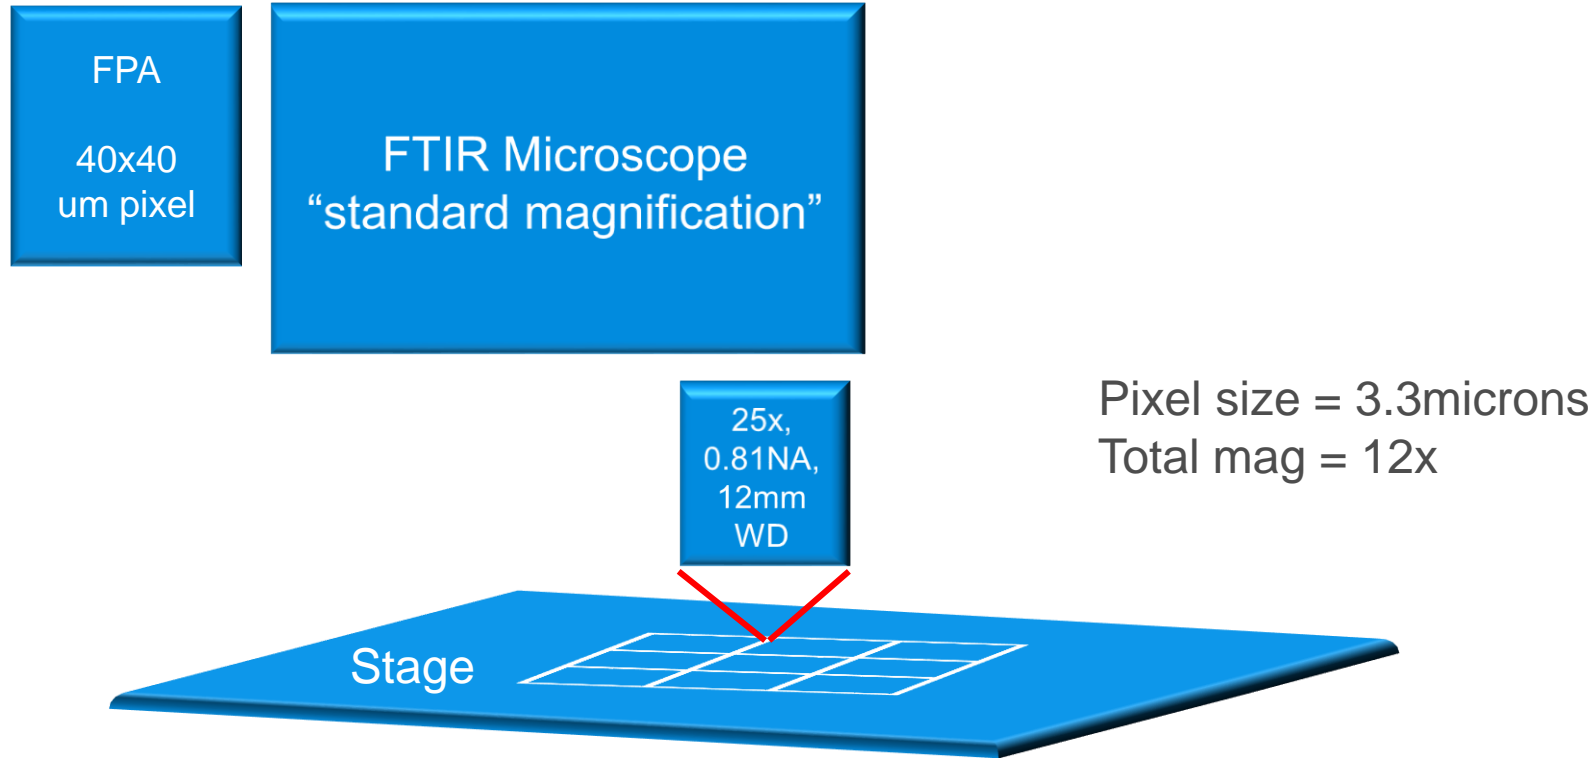 FPA
40x40
um pixel
FTIR Microscope
“standard magnification”
25x,
0.81NA,
12mm
WD
Pixel size = 3.3microns
Total mag = 12x
Stage